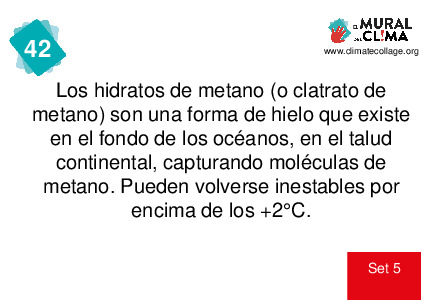 42
EL MURAL
DEL CL!MA
www.climatecollage.org
Los hidratos de metano (o clatrato de
metano) son una forma de hielo que existe
en el fondo de los océanos, en el talud
continental, capturando moléculas de
metano. Pueden volverse inestables por
encima de los +2°C.
Set 5